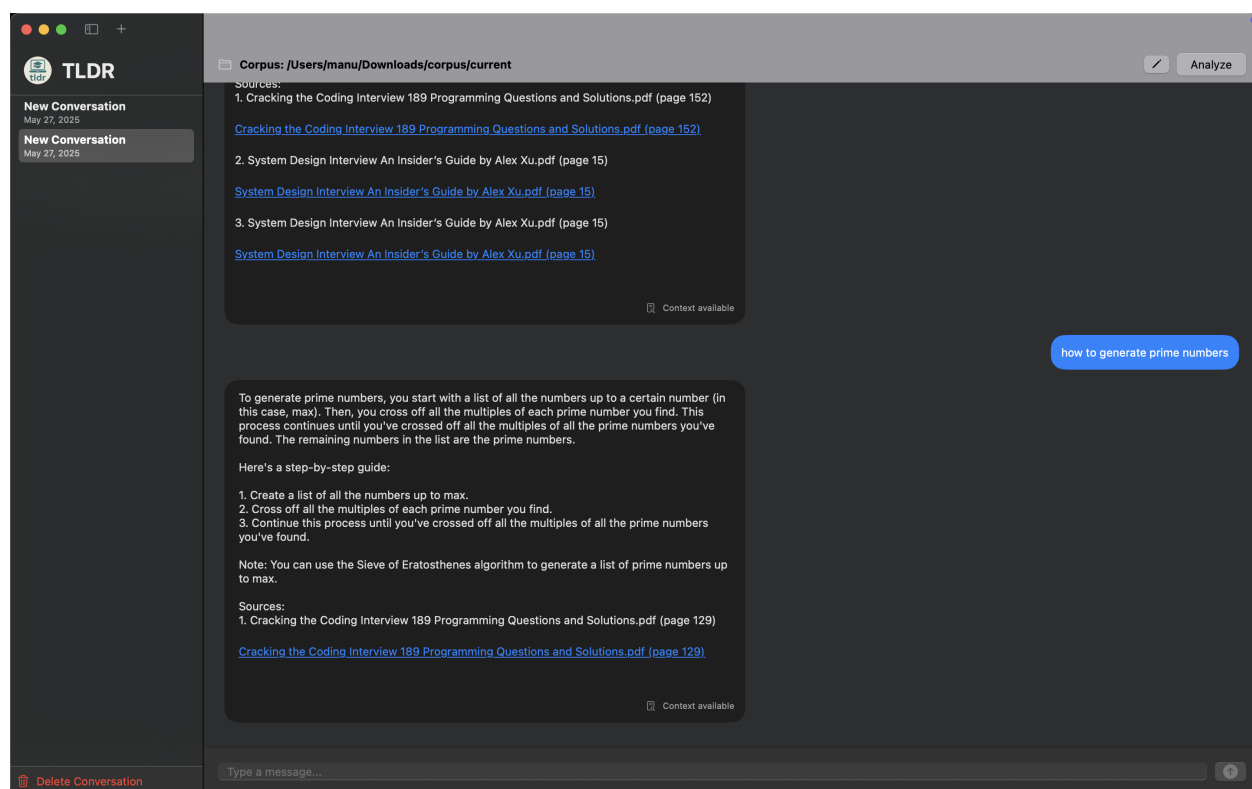 tldr
TLDR
New Conversation
May 27, 2025
New Conversation
May 27, 2025
Delete Conversation
Corpus: /Users/manu/Downloads/corpus/current
Analyze
Sources:
1. Cracking the Coding Interview 189 Programming Questions and Solutions.pdf (page 152)
Cracking the Coding Interview 189 Programming Questions and Solutions.pdf (page 152)
2. System Design Interview An Insider's Guide by Alex Xu.pdf (page 15)
System Design Interview An Insider's Guide by Alex Xu.pdf (page 15)
3. System Design Interview An Insider's Guide by Alex Xu.pdf (page 15)
System Design Interview An Insider's Guide by Alex Xu.pdf (page 15)
Context available
how to generate prime numbers
To generate prime numbers, you start with a list of all the numbers up to a certain number (in
this case, max). Then, you cross off all the multiples of each prime number you find. This
process continues until you've crossed off all the multiples of all the prime numbers you've
found. The remaining numbers in the list are the prime numbers.
Here's a step-by-step guide:
1. Create a list of all the numbers up to max.
2. Cross off all the multiples of each prime number you find.
3. Continue this process until you've crossed off all the multiples of all the prime numbers
you've found.
Note: You can use the Sieve of Eratosthenes algorithm to generate a list of prime numbers up
to max.
Sources:
1. Cracking the Coding Interview 189 Programming Questions and Solutions.pdf (page 129)
Cracking the Coding Interview 189 Programming Questions and Solutions.pdf (page 129)
Context available
Type a message...